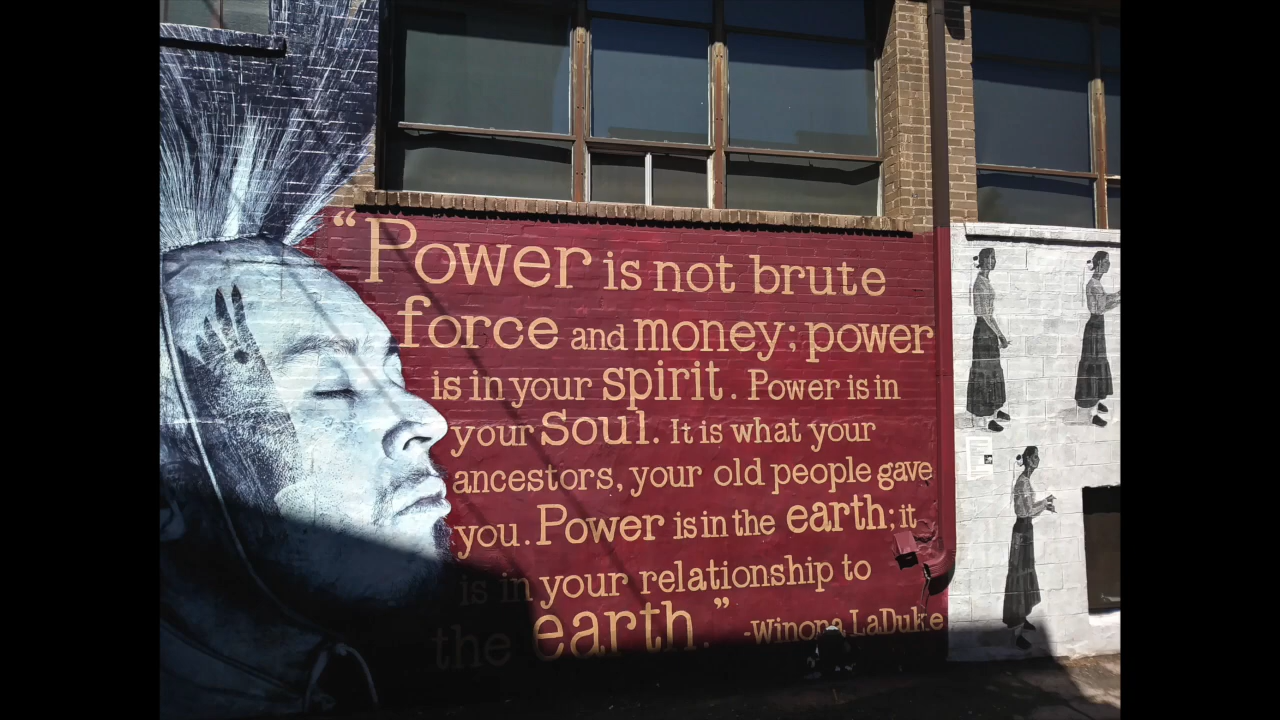 “Power is not brute
force and money; power
is in your spirit. Power is in
your Soul. It is what your
ancestors, your old people gave
you. Power is in the earth; it
is in your relationship to
the earth.”
-Winona LaDuke